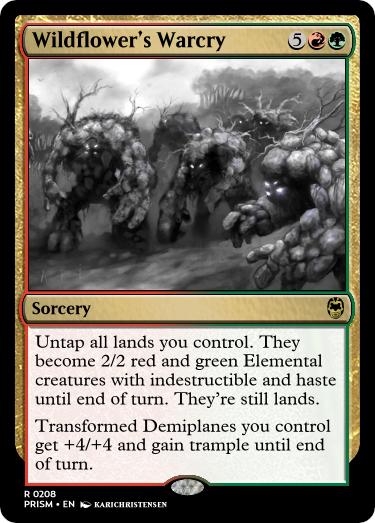 Wildflower's Warcry 5
Sorcery
Untap all lands you control. They
become 2/2 red and green Elemental
creatures with indestructible and haste
until end of turn. They're still lands.
Transformed Demiplanes you control
get +4/+4 and gain trample until end
of turn.
R 0208
PRISM • EN KARICHRISTENSEN